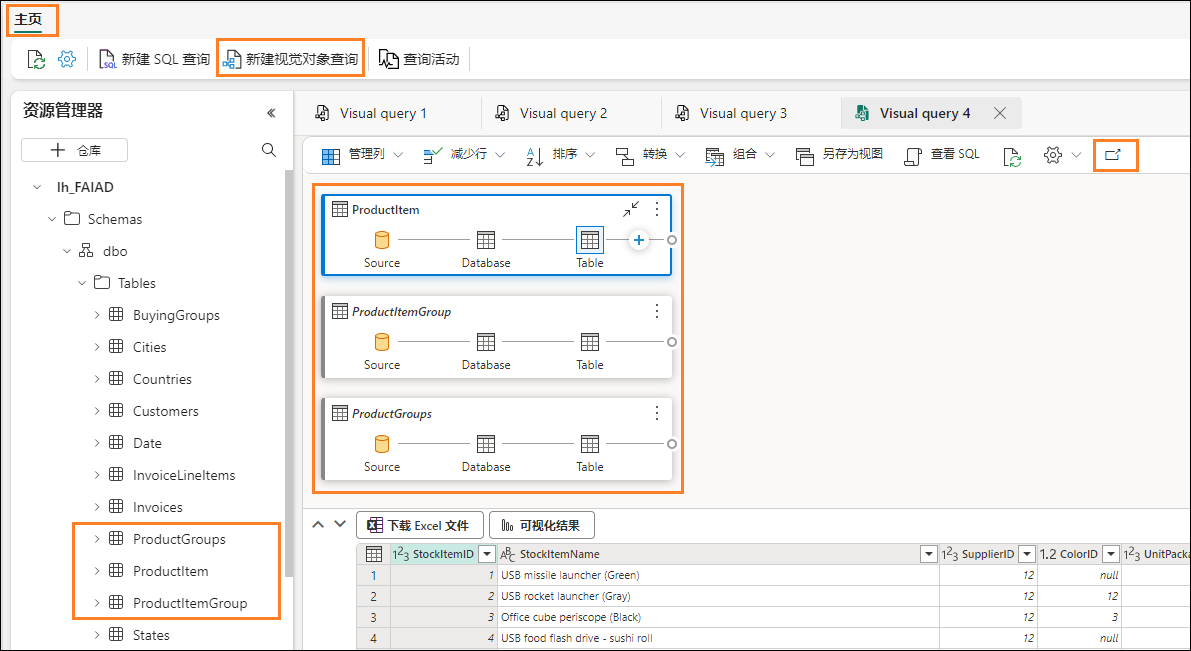 主页
新建 SQL 查询 新建视觉对象查询 查询活动
资源管理器
Visual query 1 Visual query 2 Visual query 3 Visual query 4
仓库
管理列 减少行 排序 转换 组合 另存为视图 查看 SQL
lh_FAIAD
Schemas
dbo
Tables
BuyingGroups
Cities
Countries
Customers
Date
InvoiceLineItems
Invoices
ProductGroups
ProductItem
ProductItemGroup
States
ProductItem
Source Database Table
ProductItemGroup
Source Database Table
ProductGroups
Source Database Table
下载 Excel 文件 可视化结果
1²3 StockItemID ABC StockItemName 1²3 SupplierID 1.2 ColorID 1²3 UnitPacka
1 1 USB missile launcher (Green) 12 null
2 2 USB rocket launcher (Gray) 12 12
3 3 Office cube periscope (Black) 12 3
4 4 USB food flash drive - sushi roll 12 null